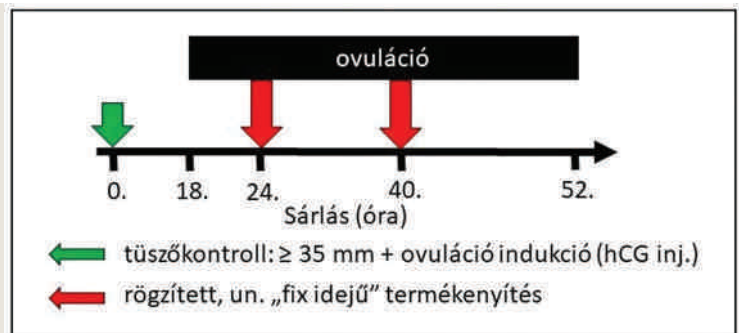 ovuláció
0. 18. 24. 40. 52.
Sárlás (óra)
tüszőkontroll: ≥ 35 mm + ovuláció indukció (hCG inj.)
rögzített, un. „fix idejű” termékenyítés